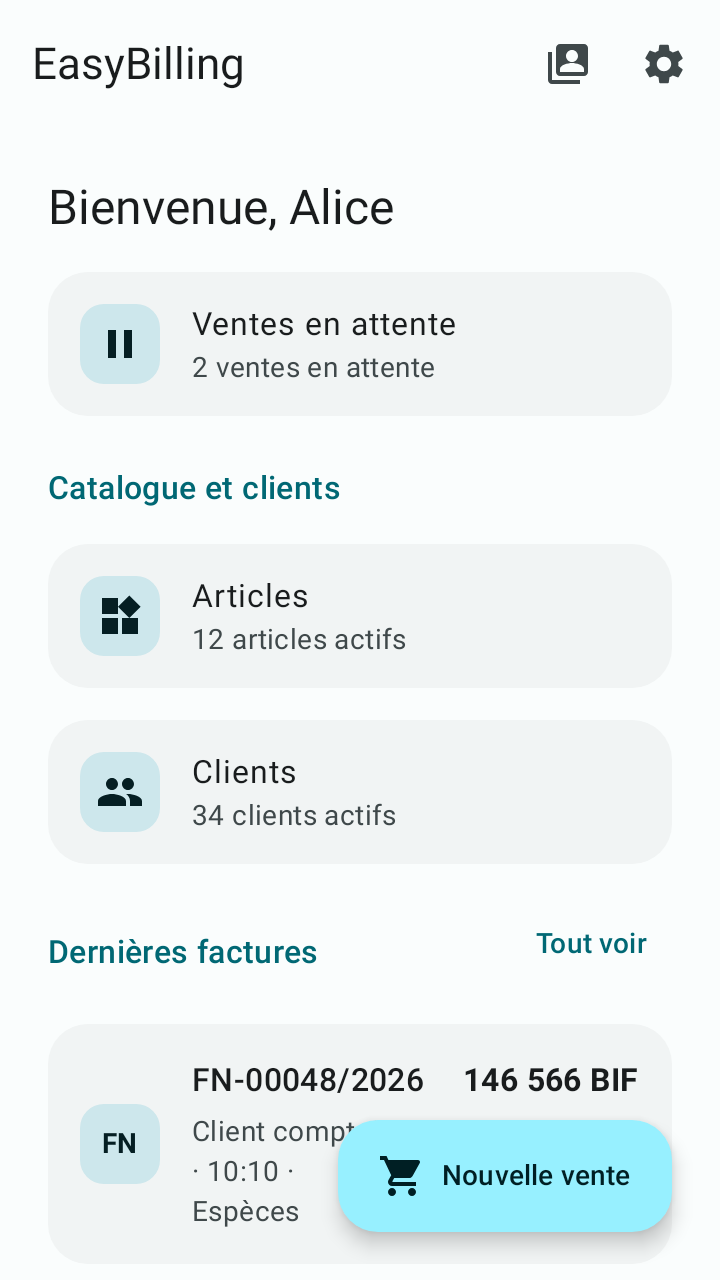 EasyBilling
Bienvenue, Alice
Ventes en attente
2 ventes en attente
Catalogue et clients
Articles
12 articles actifs
Clients
34 clients actifs
Dernières factures
Tout voir
FN-00048/2026 146 566 BIF
FN
Client
· 10:10 ·
Espèces
Nouvelle vente